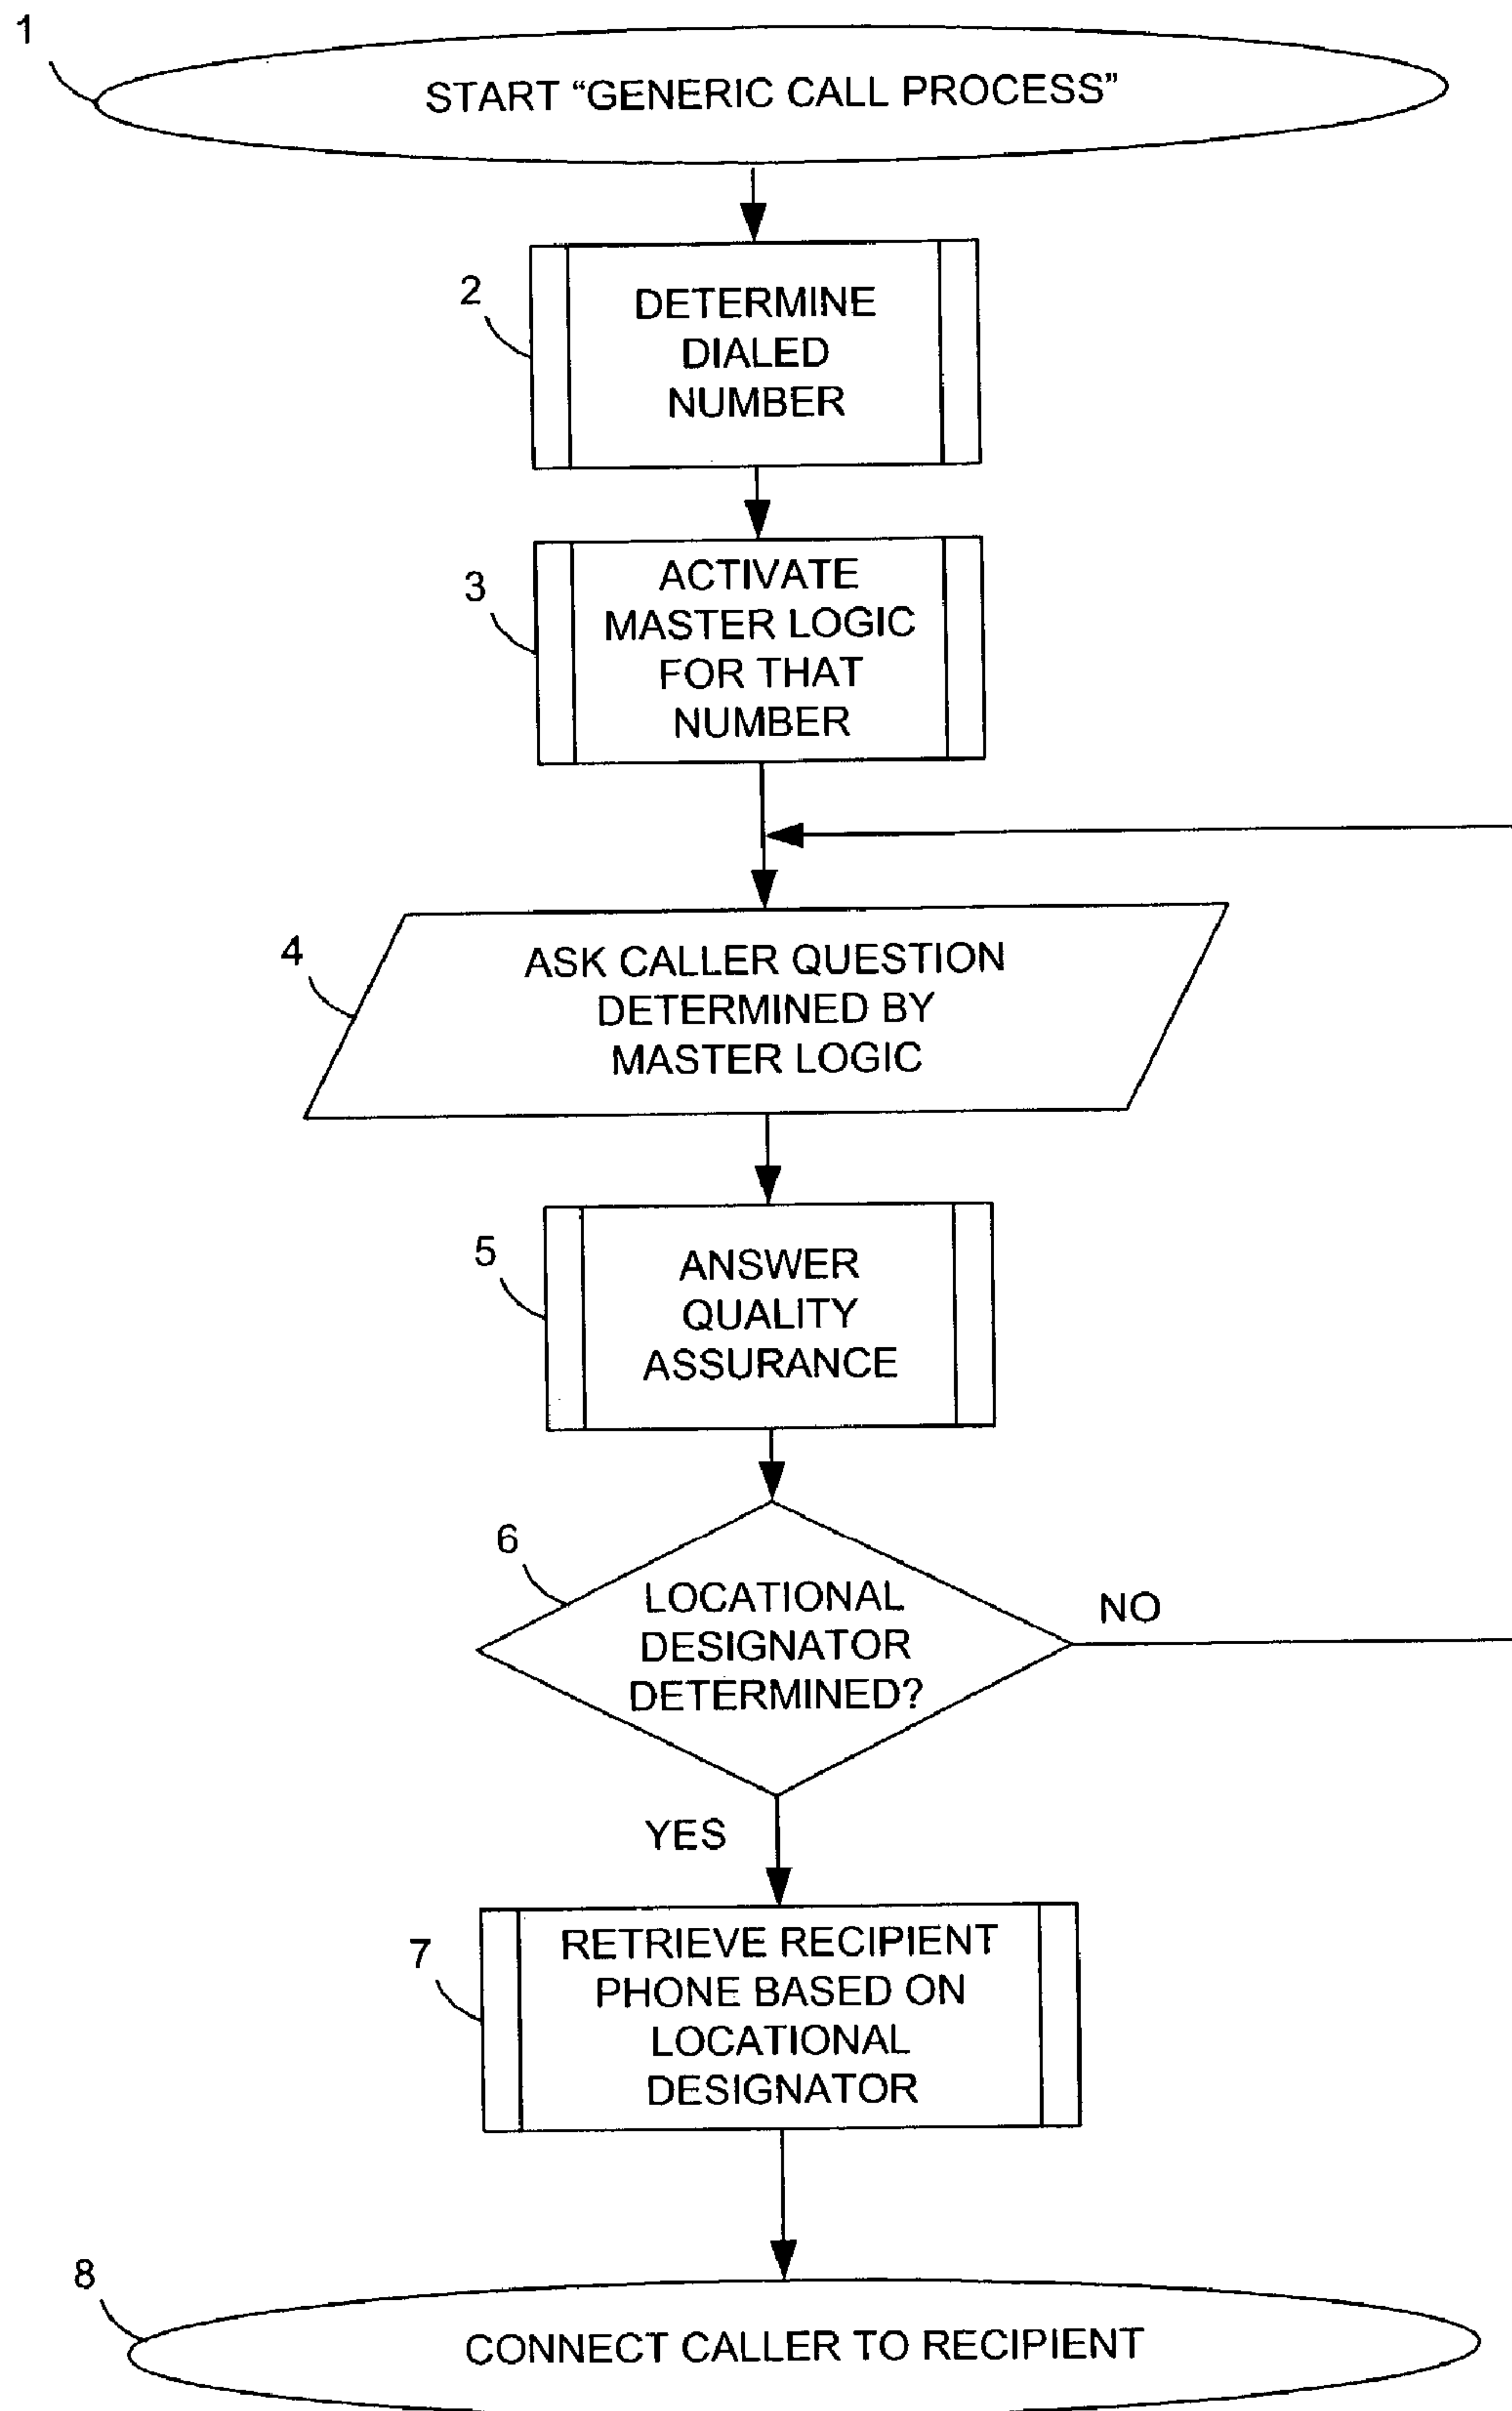 1
START “GENERIC CALL PROCESS”
2
DETERMINE
DIALED
NUMBER
3
ACTIVATE
MASTER LOGIC
FOR THAT
NUMBER
4
ASK CALLER QUESTION
DETERMINED BY
MASTER LOGIC
5
ANSWER
QUALITY
ASSURANCE
6
LOCATIONAL
DESIGNATOR
DETERMINED?
NO
YES
7
RETRIEVE RECIPIENT
PHONE BASED ON
LOCATIONAL
DESIGNATOR
8
CONNECT CALLER TO RECIPIENT